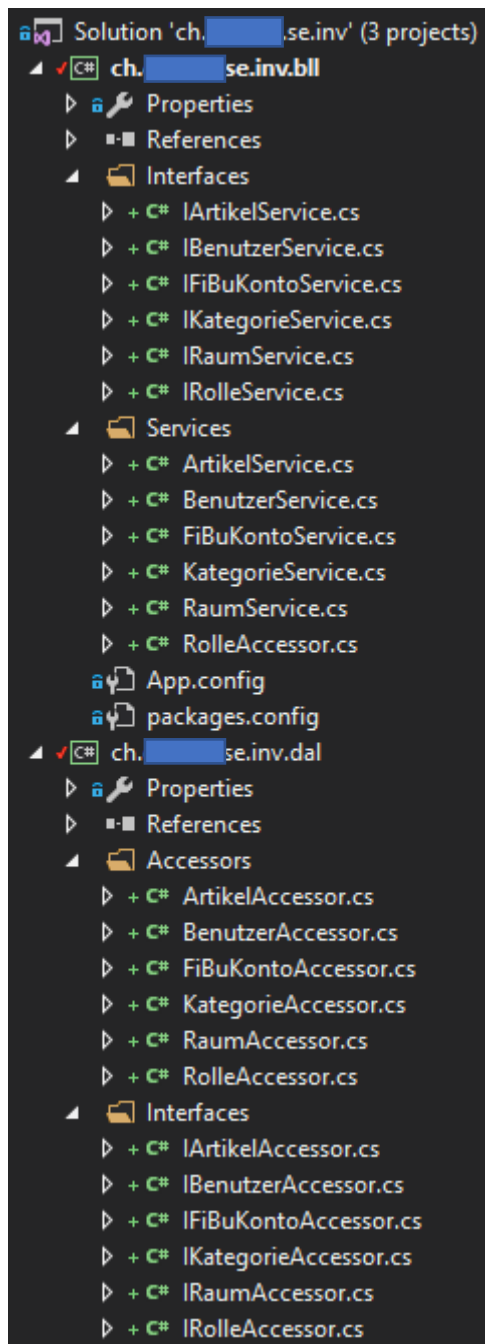 Solution 'ch. .se.inv' (3 projects)
C# ch. se.inv.bll
Properties
References
Interfaces
+ C# IArtikelService.cs
+ C# IBenutzerService.cs
+ C# IFiBuKontoService.cs
+ C# IKategorieService.cs
+ C# IRaumService.cs
+ C# IRolleService.cs
Services
+ C# ArtikelService.cs
+ C# BenutzerService.cs
+ C# FiBuKontoService.cs
+ C# KategorieService.cs
+ C# RaumService.cs
+ C# RolleAccessor.cs
App.config
packages.config
C# ch. se.inv.dal
Properties
References
Accessors
+ C# ArtikelAccessor.cs
+ C# BenutzerAccessor.cs
+ C# FiBuKontoAccessor.cs
+ C# KategorieAccessor.cs
+ C# RaumAccessor.cs
+ C# RolleAccessor.cs
Interfaces
+ C# IArtikelAccessor.cs
+ C# IBenutzerAccessor.cs
+ C# IFiBuKontoAccessor.cs
+ C# IKategorieAccessor.cs
+ C# IRaumAccessor.cs
+ C# IRolleAccessor.cs